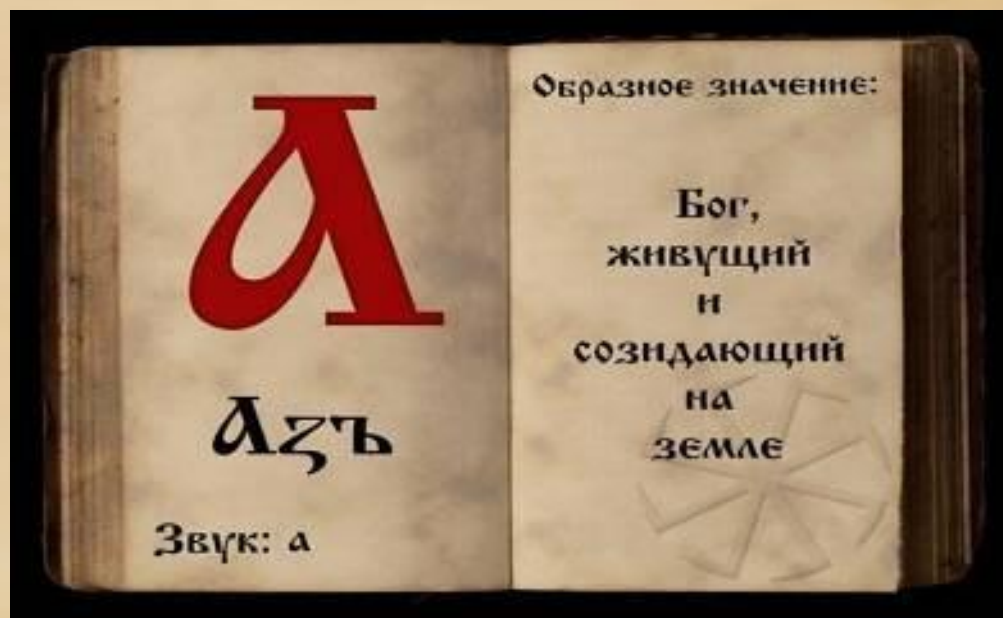 А
Азъ
Звук: а
Образное значение:
Бог,
живущий
и
созидающий
на
земле